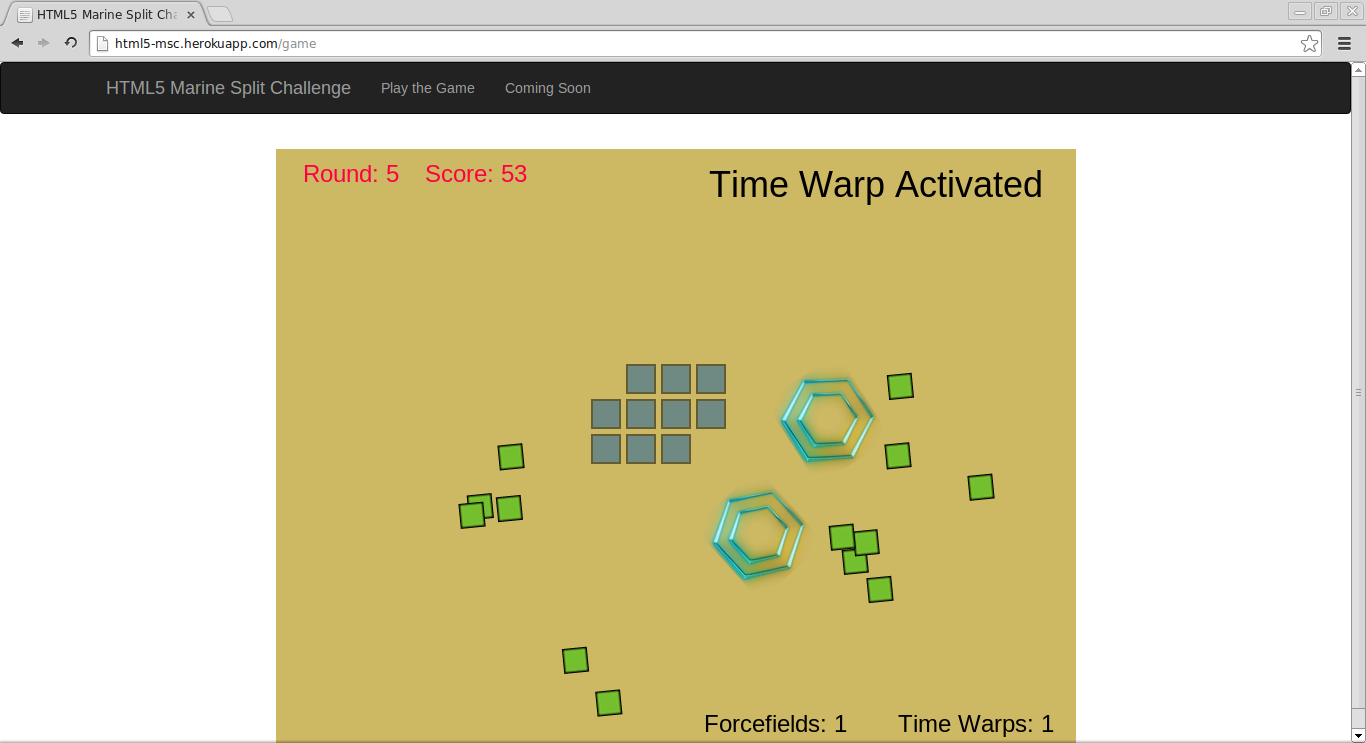 HTML5 Marine Split Cha
html5-msc.herokuapp.com/game
HTML5 Marine Split Challenge Play the Game Coming Soon
Round: 5 Score: 53
Time Warp Activated
Forcefields: 1 Time Warps: 1